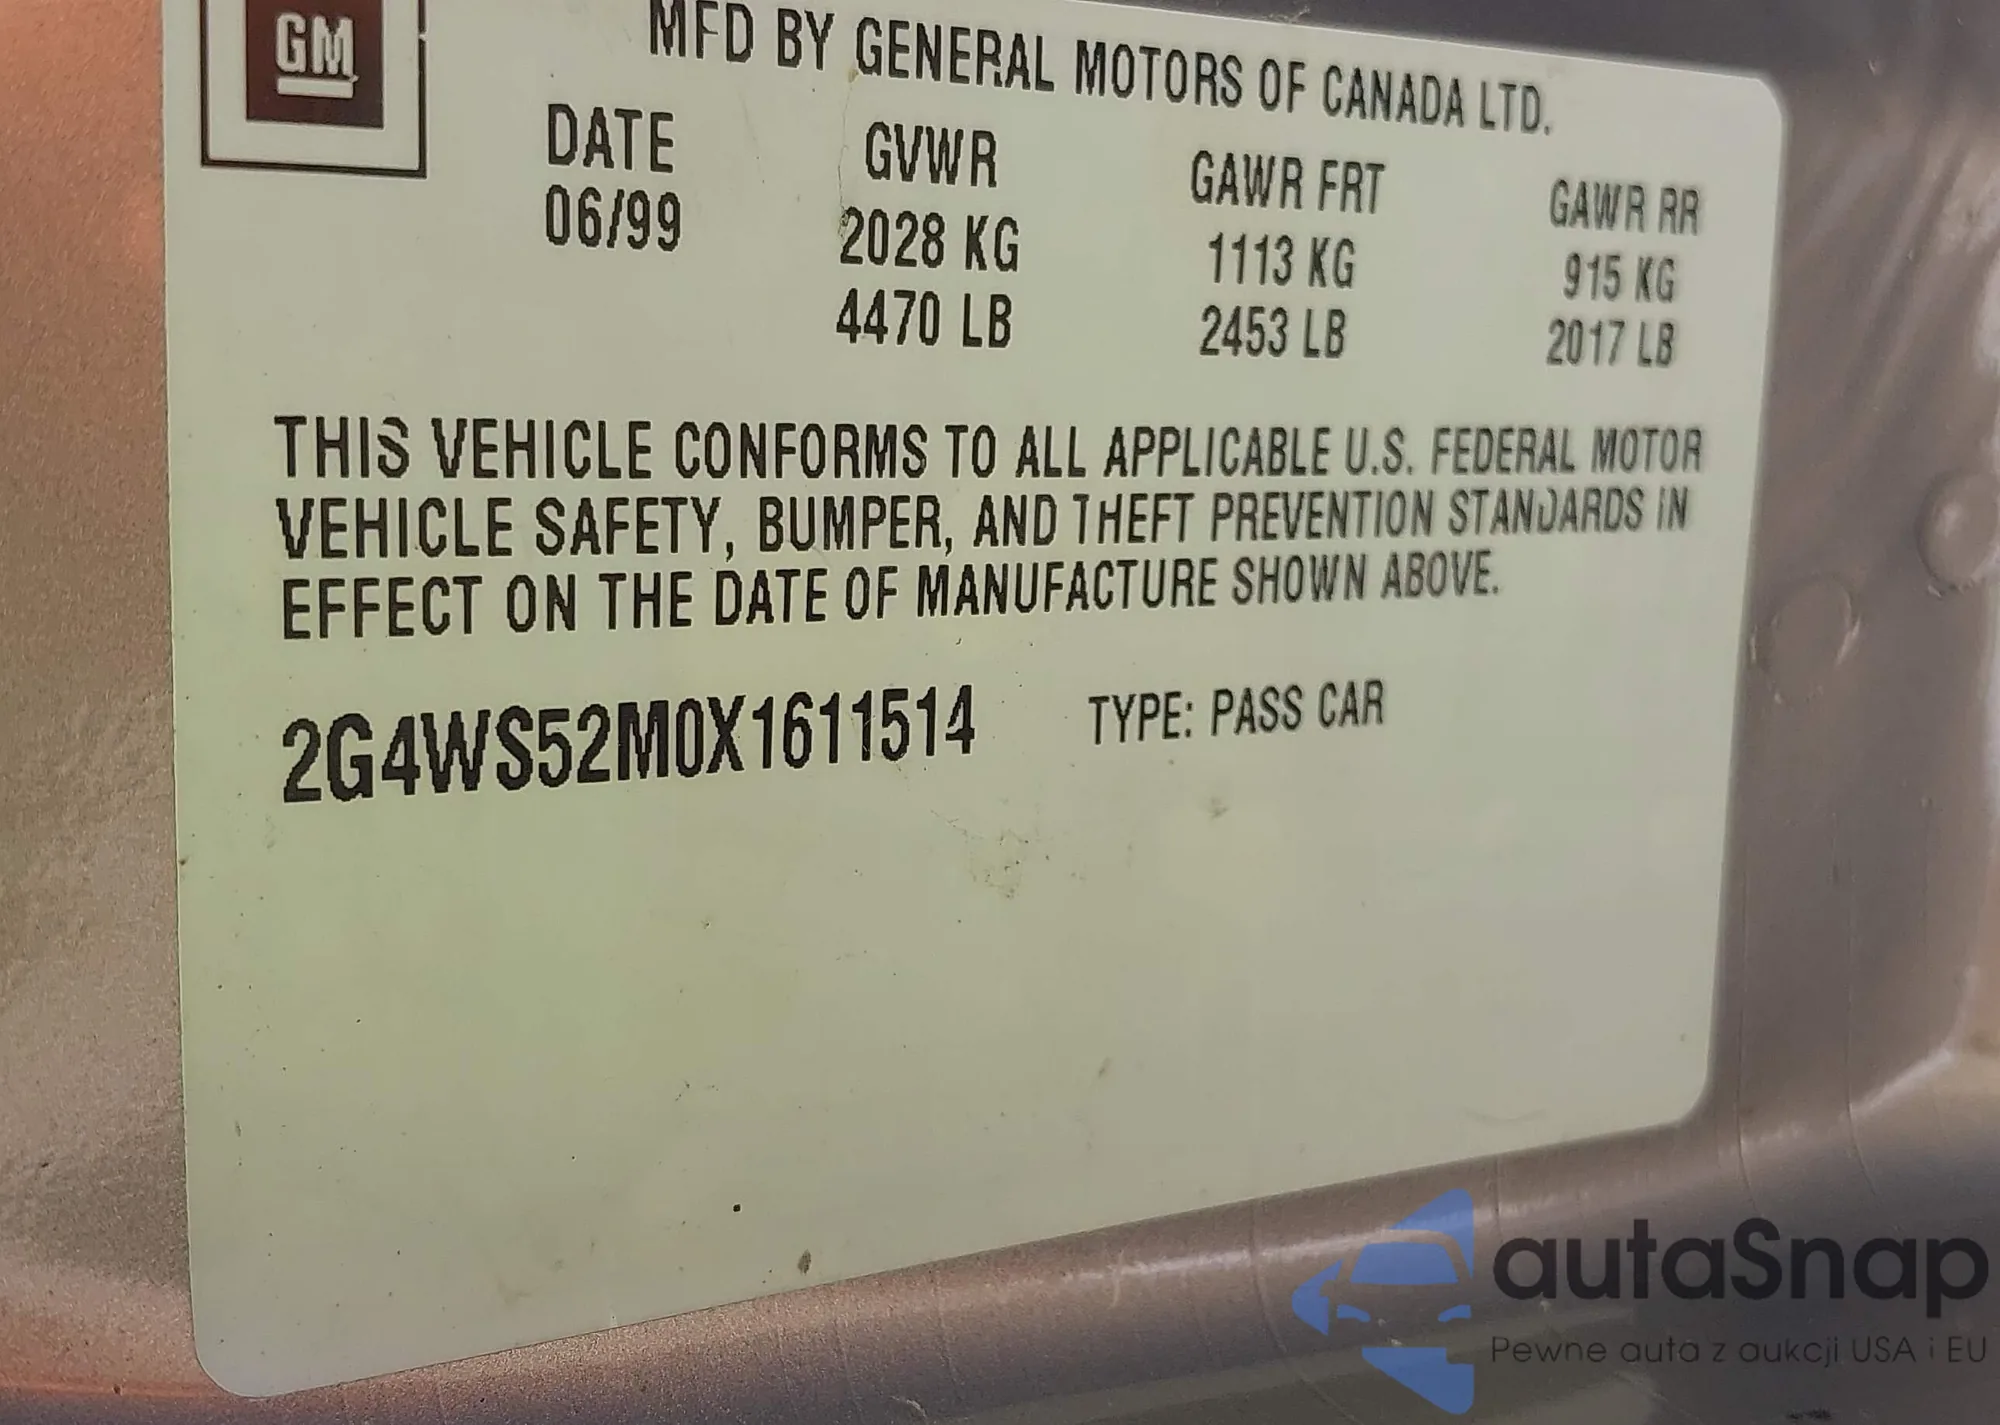 GM
MFD BY GENERAL MOTORS OF CANADA LTD.
DATE GVWR GAWR FRT GAWR RR
06/99 2028 KG 1113 KG 915 KG
4470 LB 2453 LB 2017 LB
THIS VEHICLE CONFORMS TO ALL APPLICABLE U.S. FEDERAL MOTOR
VEHICLE SAFETY, BUMPER, AND THEFT PREVENTION STANDARDS IN
EFFECT ON THE DATE OF MANUFACTURE SHOWN ABOVE.
2G4WS52M0X1611514 TYPE: PASS CAR
autaSnap
Pewne auta z aukcji USA i EU